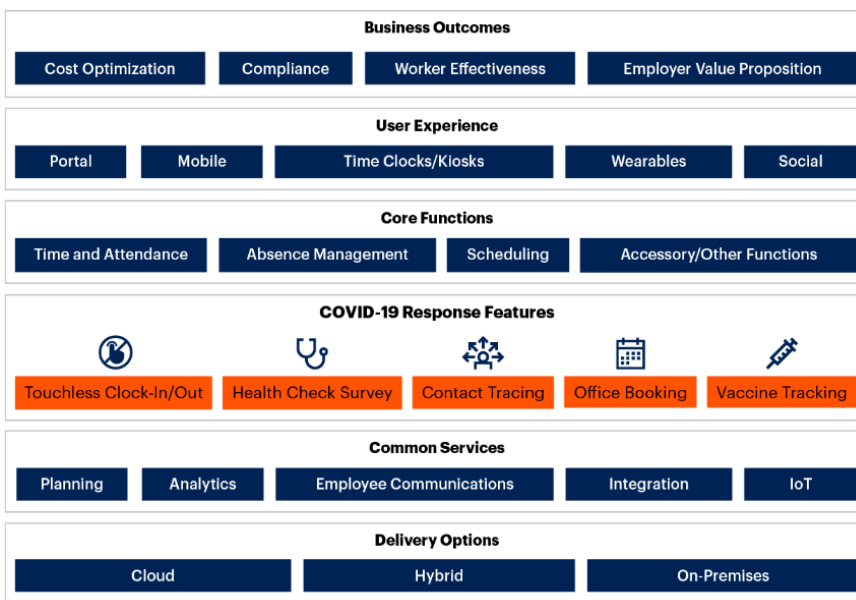 Business Outcomes
Cost Optimization Compliance Worker Effectiveness Employer Value Proposition
User Experience
Portal Mobile Time Clocks/Kiosks Wearables Social
Core Functions
Time and Attendance Absence Management Scheduling Accessory/Other Functions
COVID-19 Response Features
Touchless Clock-In/Out Health Check Survey Contact Tracing Office Booking Vaccine Tracking
Common Services
Planning Analytics Employee Communications Integration IoT
Delivery Options
Cloud Hybrid On-Premises